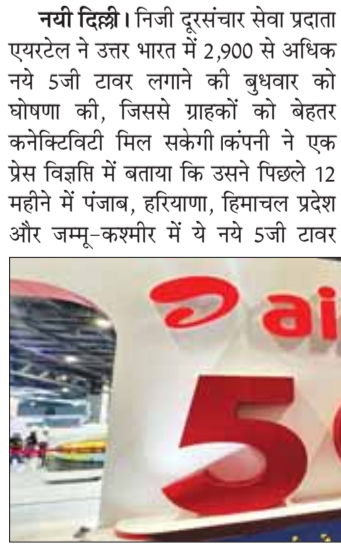 नयी दिल्ली। निजी दूरसंचार सेवा प्रदाता
एयरटेल ने उत्तर भारत में 2,900 से अधिक
नये 5जी टावर लगाने की बुधवार को
घोषणा की, जिससे ग्राहकों को बेहतर
कनेक्टिविटी मिल सकेगी।कंपनी ने एक
प्रेस विज्ञप्ति में बताया कि उसने पिछले 12
महीने में पंजाब, हरियाणा, हिमाचल प्रदेश
और जम्मू-कश्मीर में ये नये 5जी टावर
ai
5